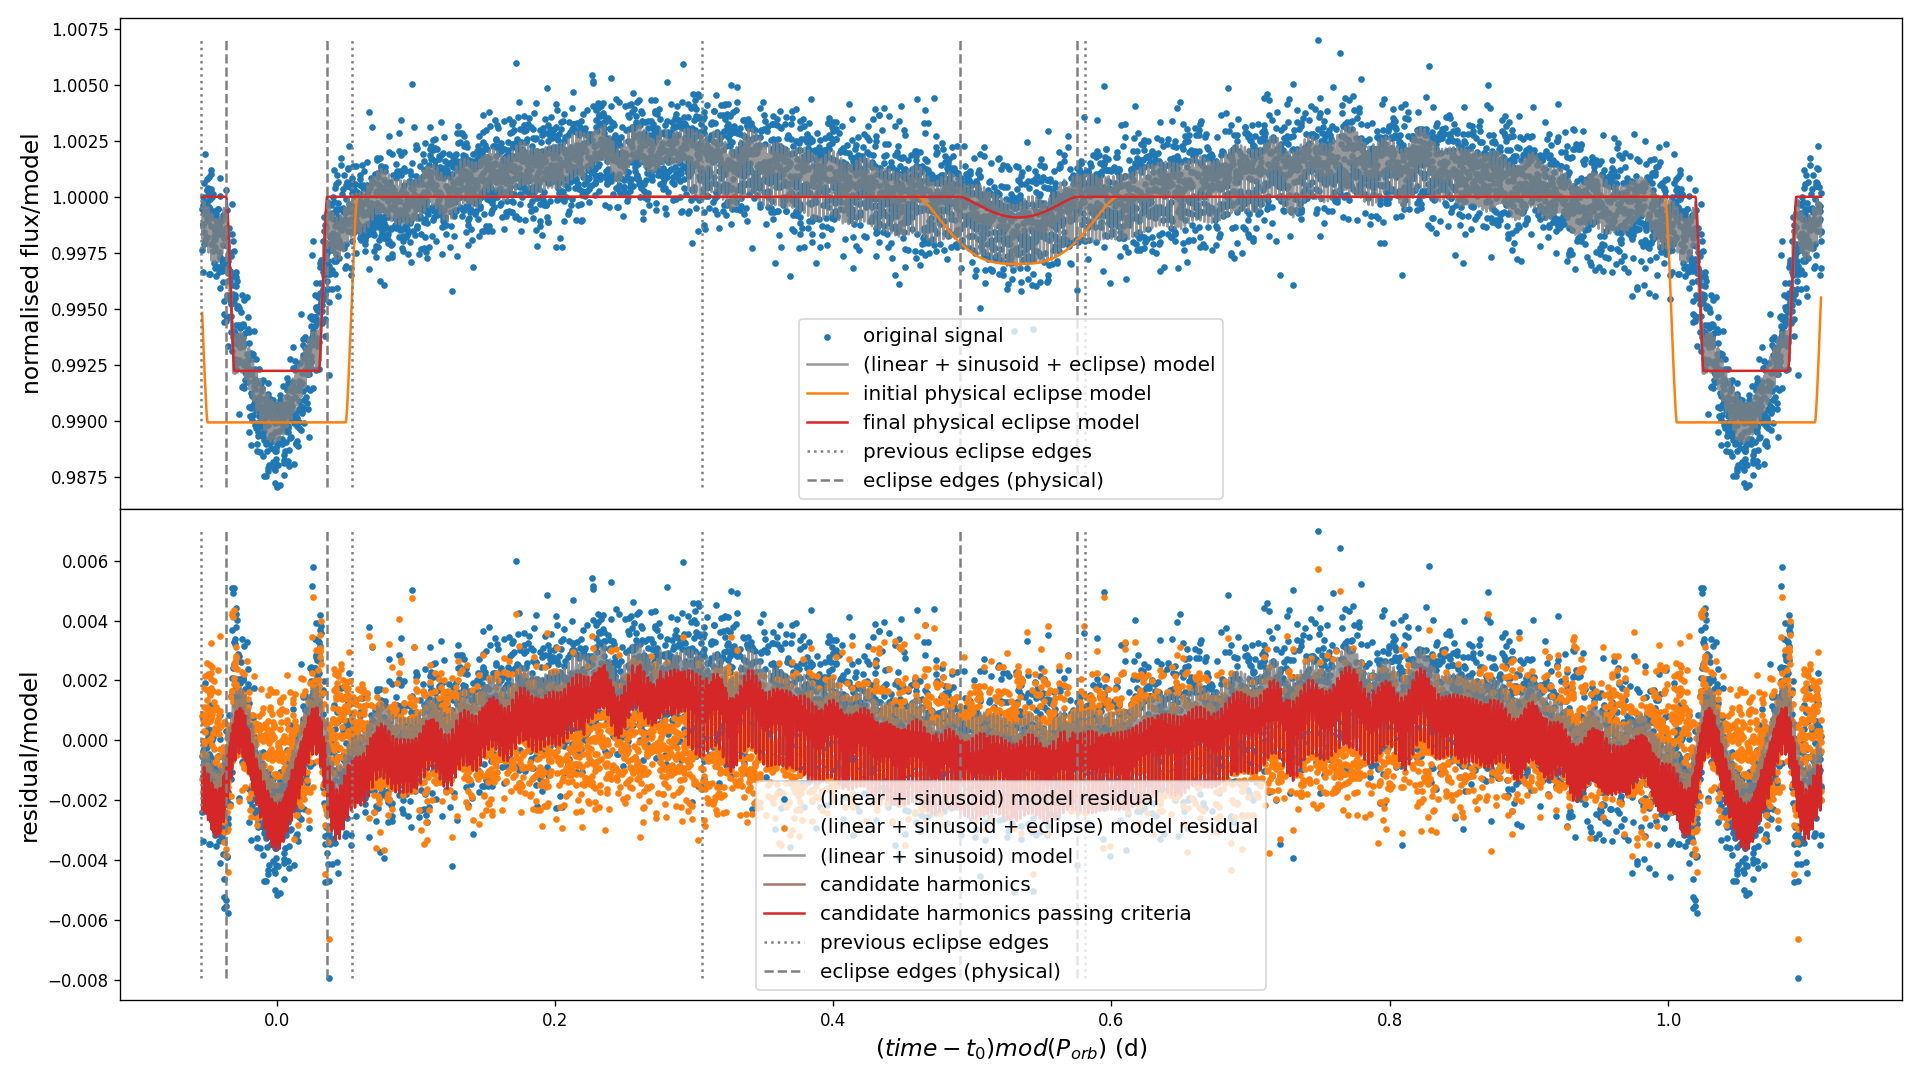 1.0075
1.0050
1.0025
1.0000
0.9975
0.9950
0.9925
0.9900
0.9875
normalised flux/model
original signal
(linear + sinusoid + eclipse) model
initial physical eclipse model
final physical eclipse model
previous eclipse edges
eclipse edges (physical)
0.006
0.004
0.002
0.000
−0.002
−0.004
−0.006
−0.008
residual/model
(linear + sinusoid) model residual
(linear + sinusoid + eclipse) model residual
(linear + sinusoid) model
candidate harmonics
candidate harmonics passing criteria
previous eclipse edges
eclipse edges (physical)
0.0 0.2 0.4 0.6 0.8 1.0
(time − t₀)mod(Pₒᵣb) (d)